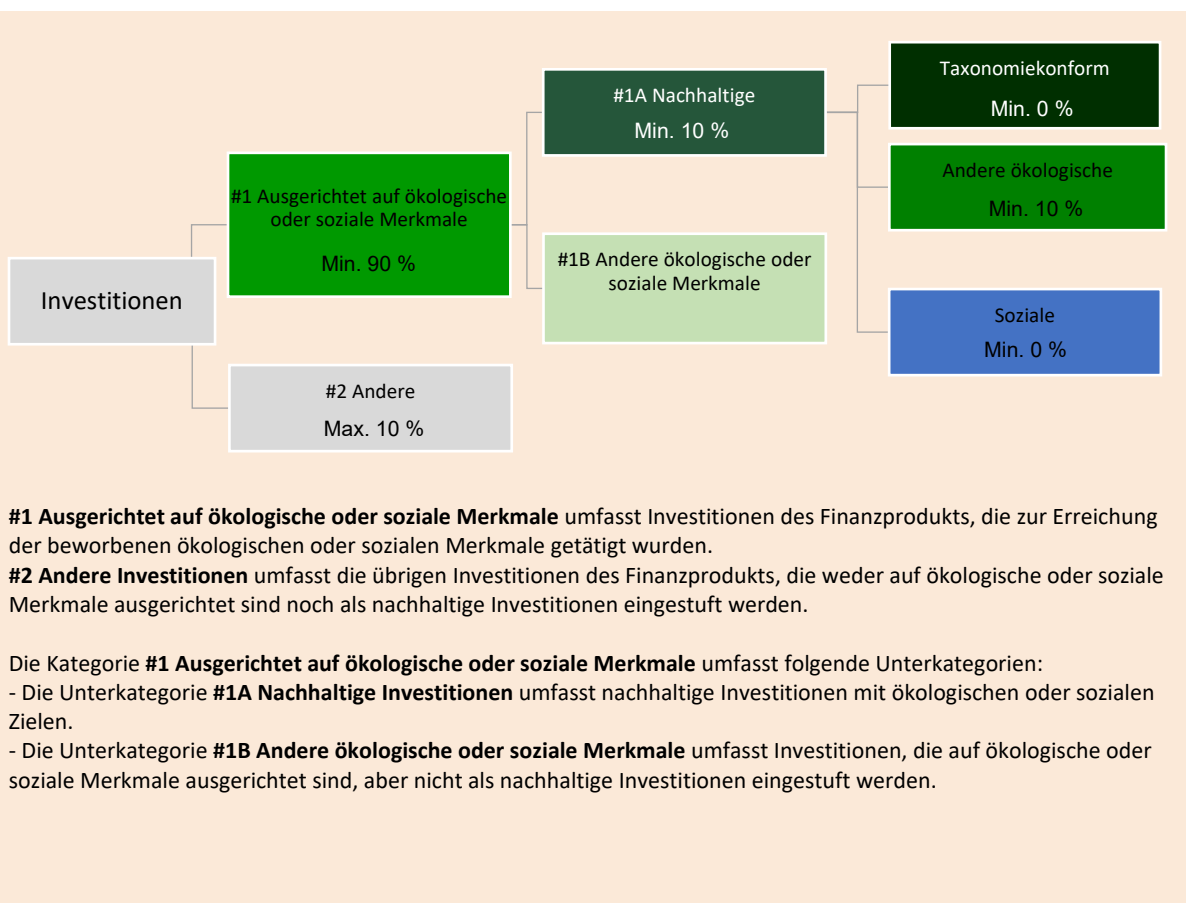 Taxonomiekonform
Min. 0 %
#1A Nachhaltige
Min. 10 %
Andere ökologische
Min. 10 %
#1 Ausgerichtet auf ökologische
oder soziale Merkmale
Min. 90 %
#1B Andere ökologische oder
soziale Merkmale
Investitionen
Soziale
Min. 0 %
#2 Andere
Max. 10 %
#1 Ausgerichtet auf ökologische oder soziale Merkmale umfasst Investitionen des Finanzprodukts, die zur Erreichung
der beworbenen ökologischen oder sozialen Merkmale getätigt wurden.
#2 Andere Investitionen umfasst die übrigen Investitionen des Finanzprodukts, die weder auf ökologische oder soziale
Merkmale ausgerichtet sind noch als nachhaltige Investitionen eingestuft werden.
Die Kategorie #1 Ausgerichtet auf ökologische oder soziale Merkmale umfasst folgende Unterkategorien:
- Die Unterkategorie #1A Nachhaltige Investitionen umfasst nachhaltige Investitionen mit ökologischen oder sozialen
Zielen.
- Die Unterkategorie #1B Andere ökologische oder soziale Merkmale umfasst Investitionen, die auf ökologische oder
soziale Merkmale ausgerichtet sind, aber nicht als nachhaltige Investitionen eingestuft werden.